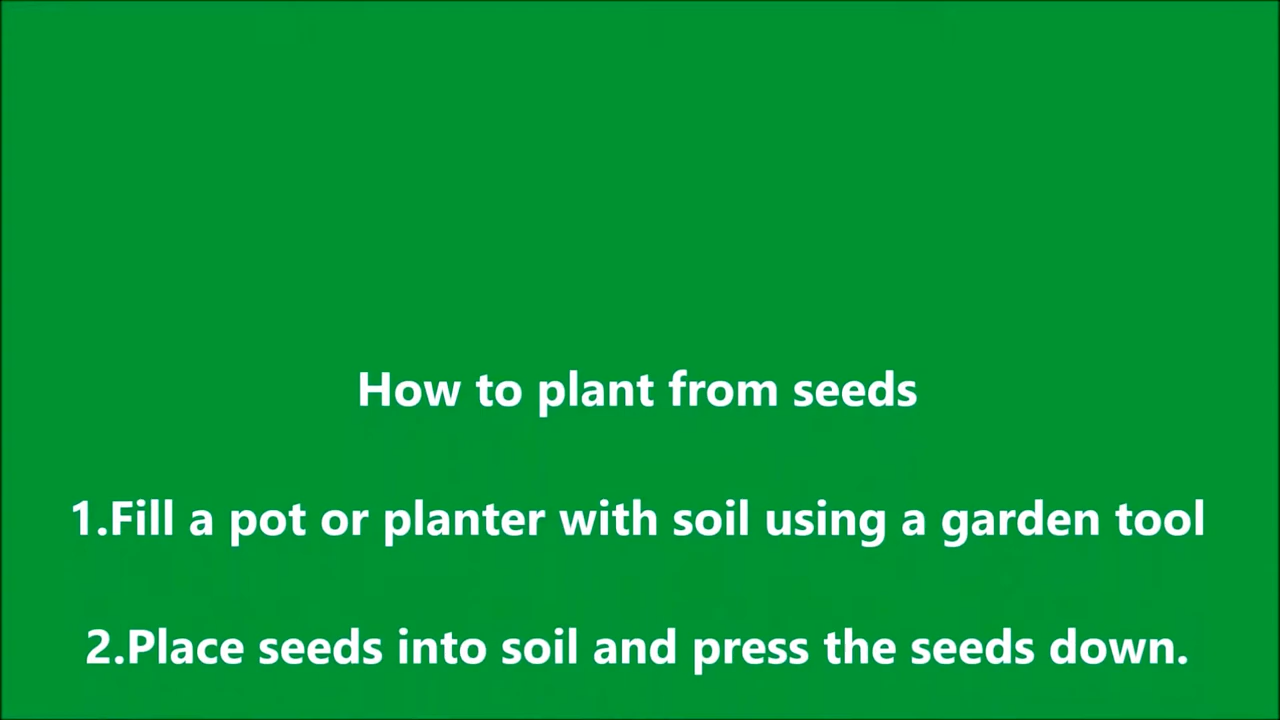 How to plant from seeds
1.Fill a pot or planter with soil using a garden tool
2.Place seeds into soil and press the seeds down.